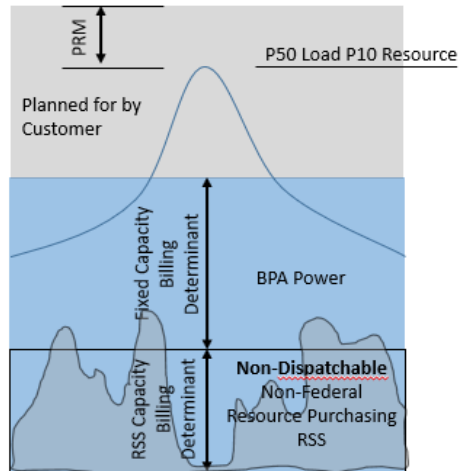 PRM
P50 Load P10 Resource
Planned for by
Customer
Fixed Capacity
Billing
Determinant
BPA Power
RSS Capacity
Billing
Determinant
Non-Dispatchable
Non-Federal
Resource Purchasing
RSS